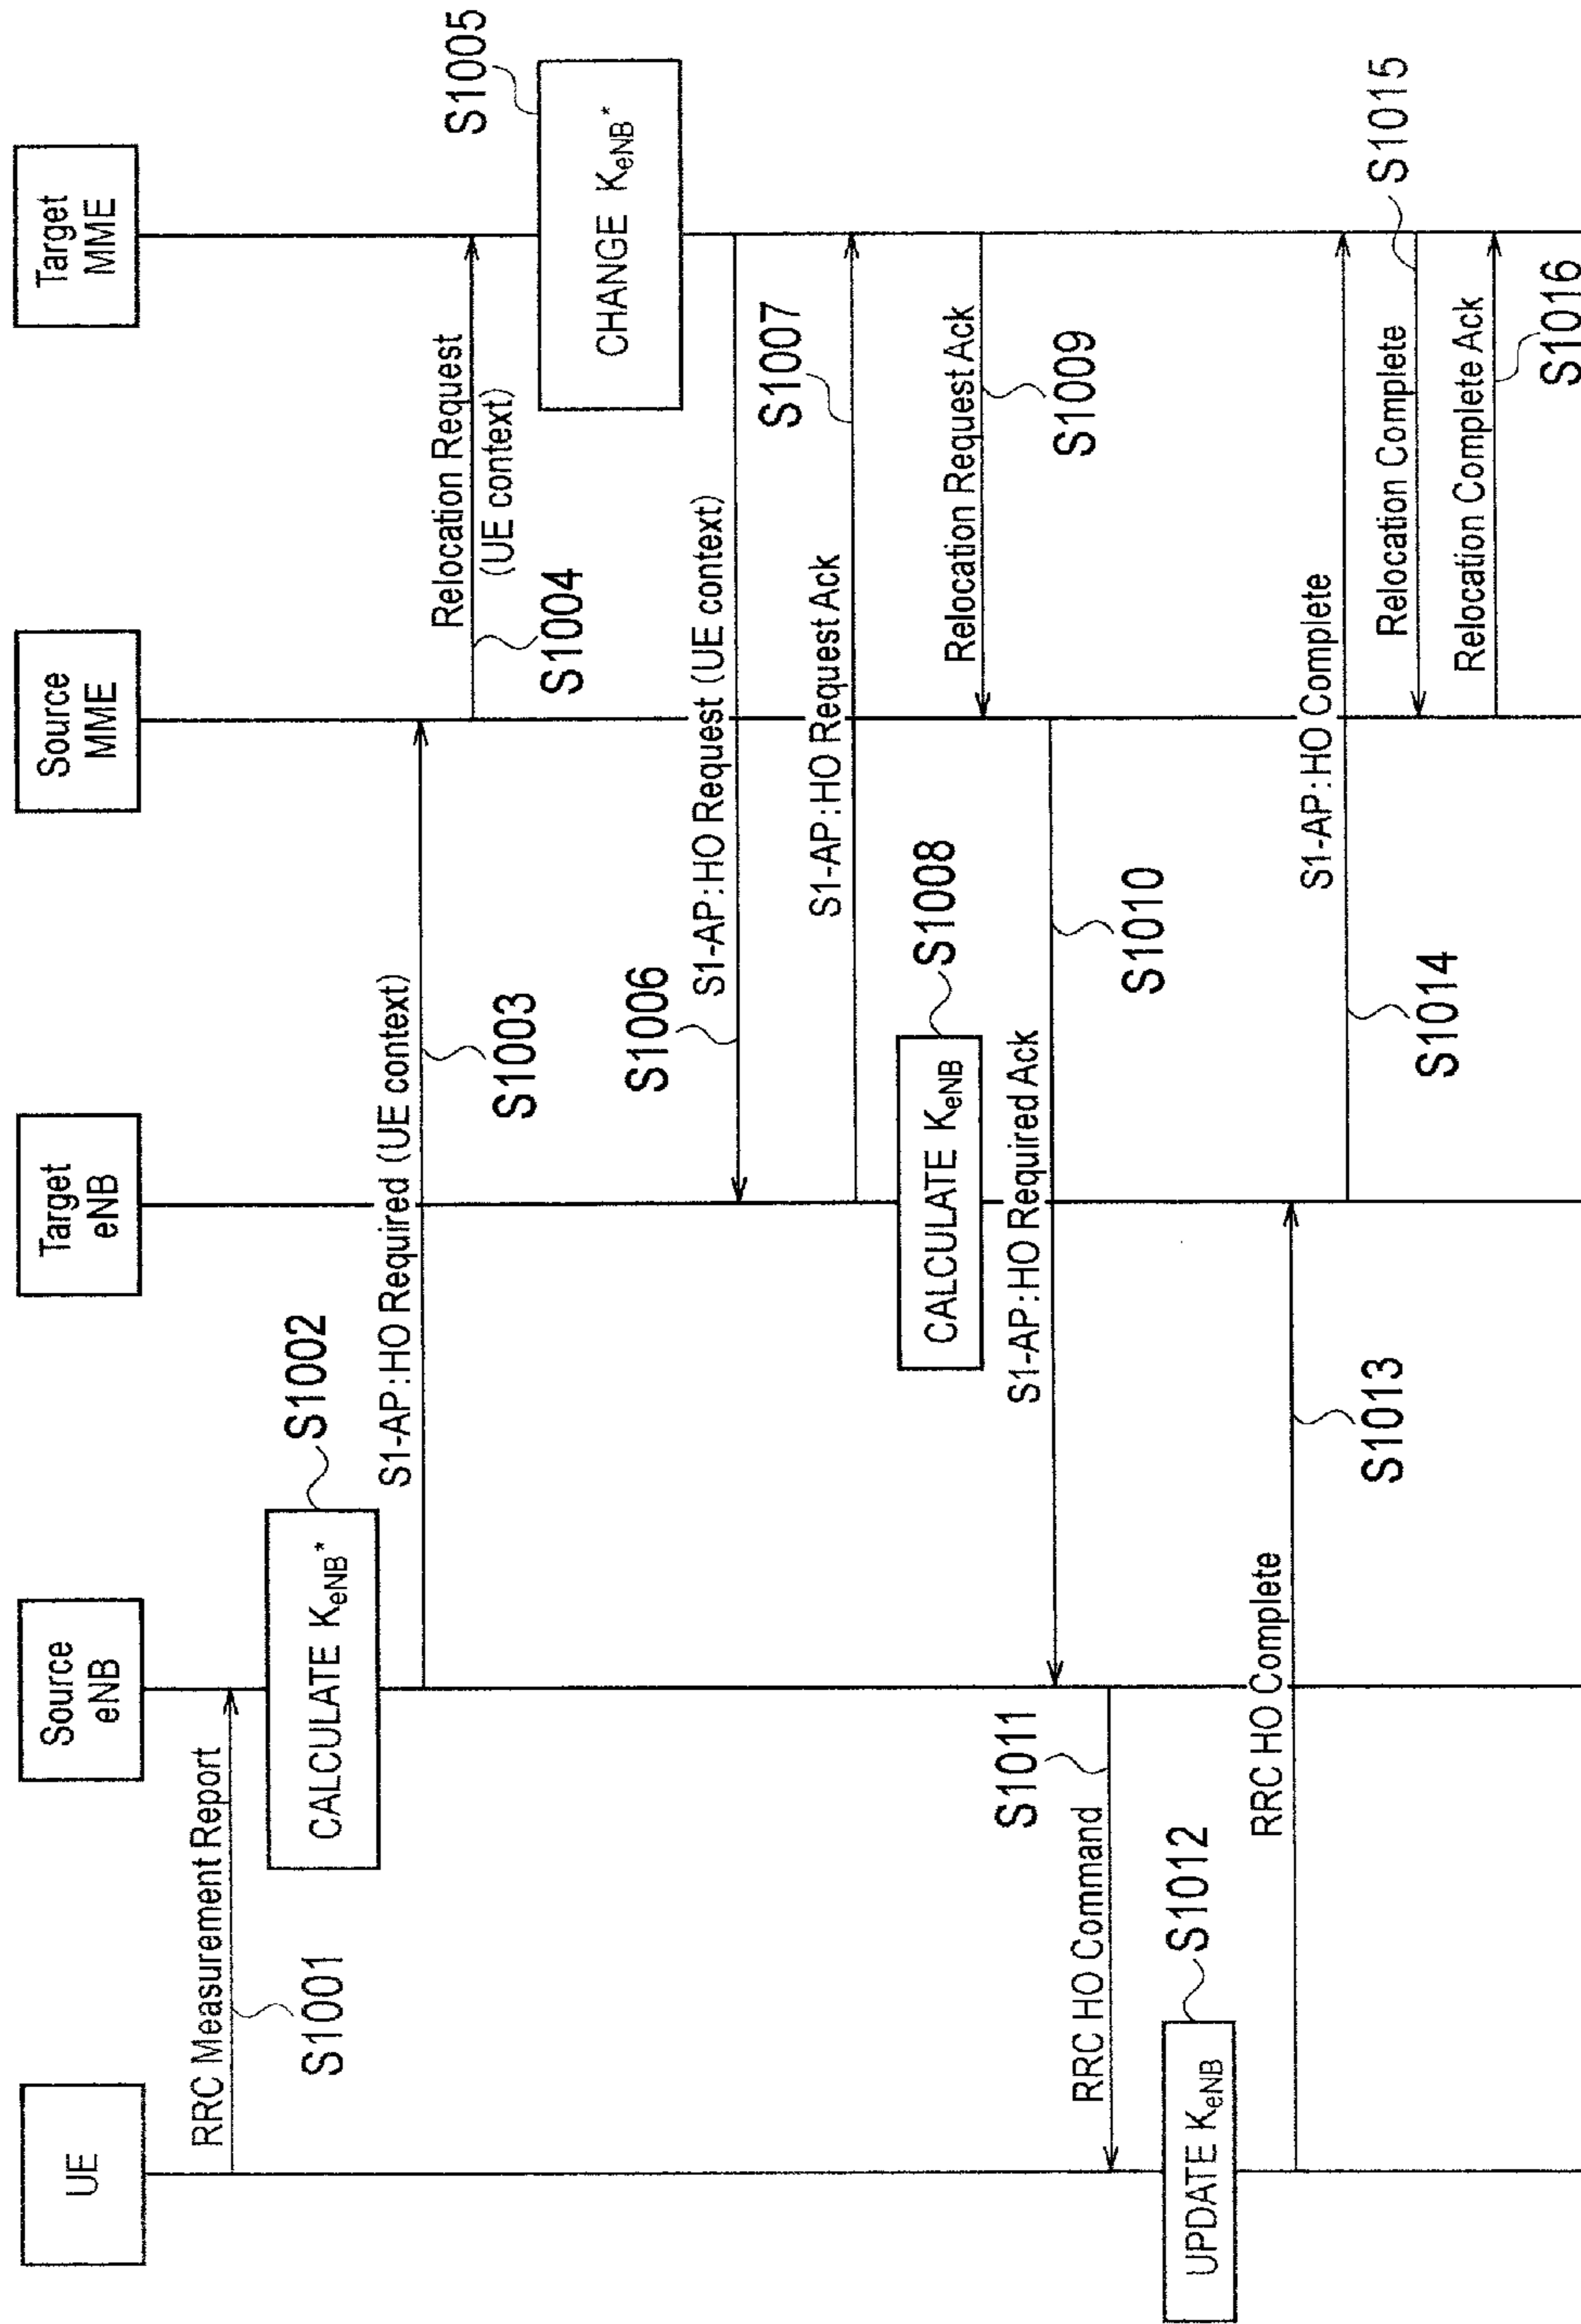 UE
Source
eNB
Target
eNB
Source
MME
Target
MME
RRC Measurement Report
S1001
CALCULATE KeNB*
S1002
S1-AP::HO Required (UE context)
S1003
Relocation Request
(UE context)
S1004
S1005
CHANGE KeNB*
S1-AP::HO Request (UE context)
S1006
S1007
S1-AP::HO Request Ack
CALCULATE KeNB
S1008
Relocation Request Ack
S1009
S1-AP::HO Required Ack
S1010
S1011
RRC HO Command
UPDATE KeNB
S1012
RRC HO Complete
S1013
S1-AP::HO Complete
S1014
Relocation Complete
S1015
Relocation Complete Ack
S1016